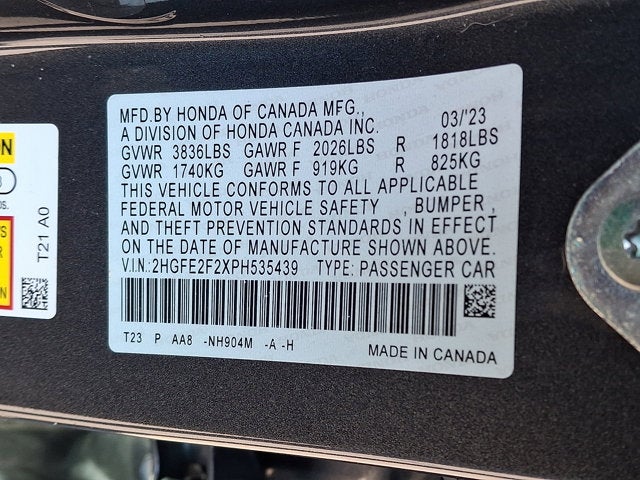 MFD.BY HONDA OF CANADA MFG.,
A DIVISION OF HONDA CANADA INC. 03/'23
GVWR 3836LBS GAWR F 2026LBS R 1818LBS
GVWR 1740KG GAWR F 919KG R 825KG
THIS VEHICLE CONFORMS TO ALL APPLICABLE
FEDERAL MOTOR VEHICLE SAFETY , BUMPER ,
AND THEFT PREVENTION STANDARDS IN EFFECT
ON THE DATE OF MANUFACTURE SHOWN ABOVE.
V.I.N.:2HGFE2F2XPH535439 TYPE: PASSENGER CAR
T23 P AA8 -NH904M -A -H
MADE IN CANADA
T21 A0